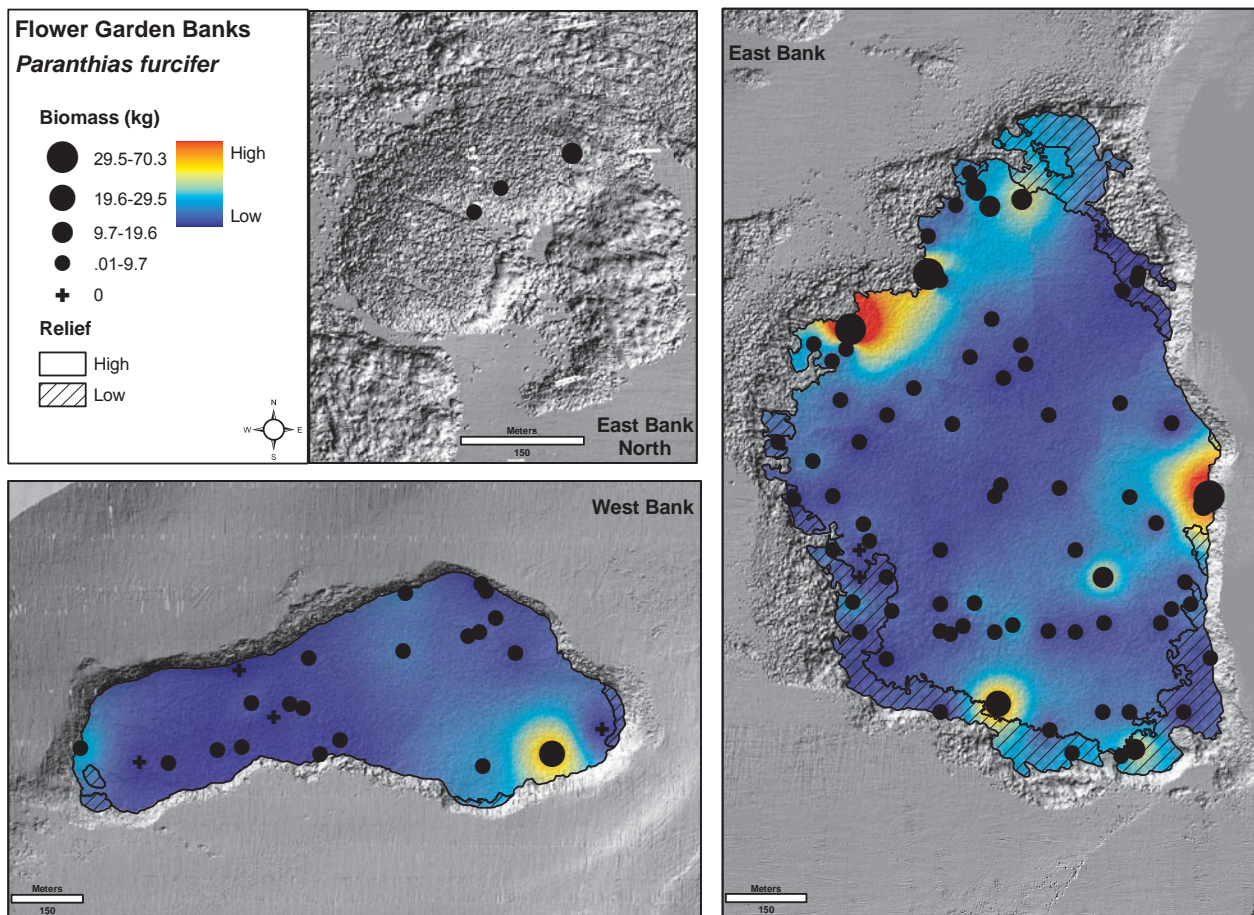 Flower Garden Banks
Paranthias furcifer
Biomass (kg)
29.5-70.3
19.6-29.5
9.7-19.6
.01-9.7
0
High
Low
Relief
High
Low
N
W E
S
Meters
150
East Bank
North
West Bank
Meters
150
East Bank
Meters
150